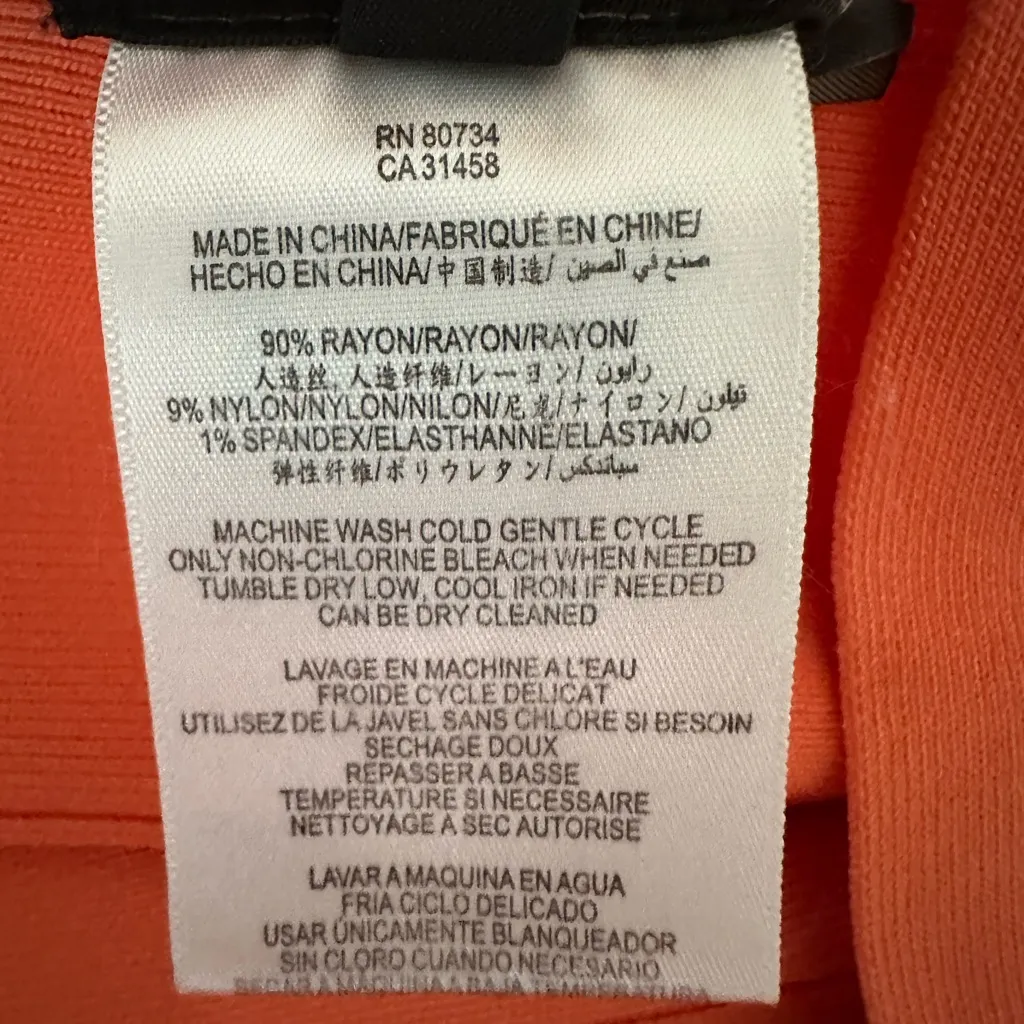 RN 80734
CA 31458
MADE IN CHINA/FABRIQUÉ EN CHINE/
HECHO EN CHINA/中国制造/ صنع في الصين
90% RAYON/RAYON/RAYON/
人造丝, 人造纤维/レーヨン/ رايون
9% NYLON/NYLON/NILON/尼龙/ナイロン/ نيلون
1% SPANDEX/ELASTHANNE/ELASTANO
弹性纤维/ポリウレタン/ سباندكس
MACHINE WASH COLD GENTLE CYCLE
ONLY NON-CHLORINE BLEACH WHEN NEEDED
TUMBLE DRY LOW, COOL IRON IF NEEDED
CAN BE DRY CLEANED
LAVAGE EN MACHINE A L'EAU
FROIDE CYCLE DELICAT
UTILISEZ DE LA JAVEL SANS CHLORE SI BESOIN
SECHAGE DOUX
REPASSER A BASSE
TEMPERATURE SI NECESSAIRE
NETTOYAGE A SEC AUTORISE
LAVAR A MAQUINA EN AGUA
FRIA CICLO DELICADO
USAR ÚNICAMENTE BLANQUEADOR
SIN CLORO CUANDO NECESARIO
SECAR A MAQUINA A BAJA TEMPERATURA